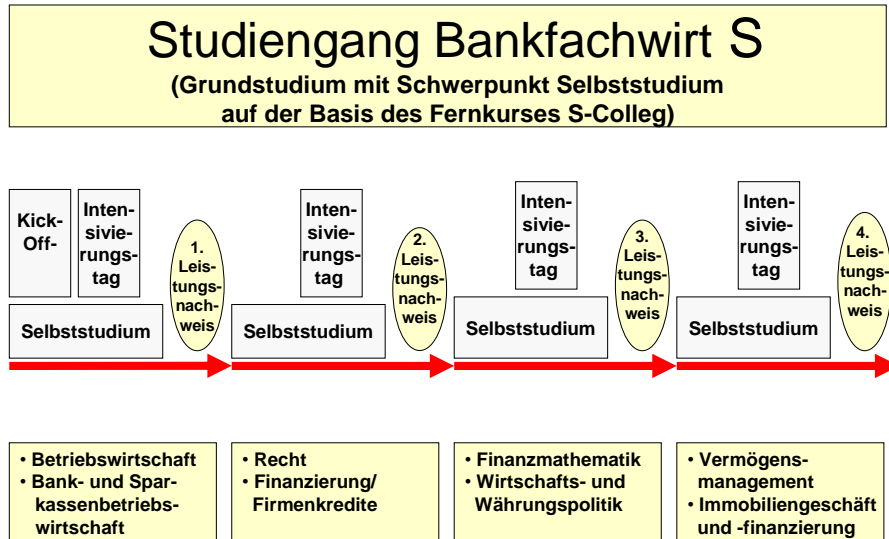 Studiengang Bankfachwirt S
(Grundstudium mit Schwerpunkt Selbststudium
auf der Basis des Fernkurses S-Colleg)
Kick-
Off-
Inten-
sivie-
rungs-
tag
Selbststudium
1.
Leis-
tungs-
nach-
weis
Inten-
sivie-
rungs-
tag
Selbststudium
2.
Leis-
tungs-
nach-
weis
Inten-
sivie-
rungs-
tag
Selbststudium
3.
Leis-
tungs-
nach-
weis
Inten-
sivie-
rungs-
tag
Selbststudium
4.
Leis-
tungs-
nach-
weis
• Betriebswirtschaft
• Bank- und Spar-
kassenbetriebs-
wirtschaft
• Recht
• Finanzierung/
Firmenkredite
• Finanzmathematik
• Wirtschafts- und
Währungspolitik
• Vermögens-
management
• Immobiliengeschäft
und -finanzierung